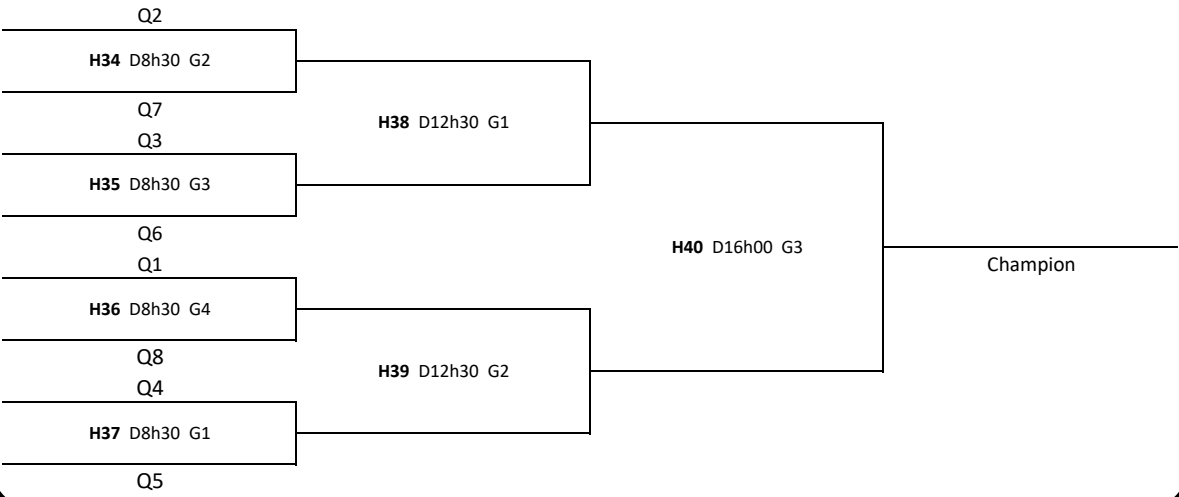 Q2
H34 D8h30 G2
Q7
H38 D12h30 G1
Q3
H35 D8h30 G3
Q6
H40 D16h00 G3
Q1
Champion
H36 D8h30 G4
Q8
H39 D12h30 G2
Q4
H37 D8h30 G1
Q5